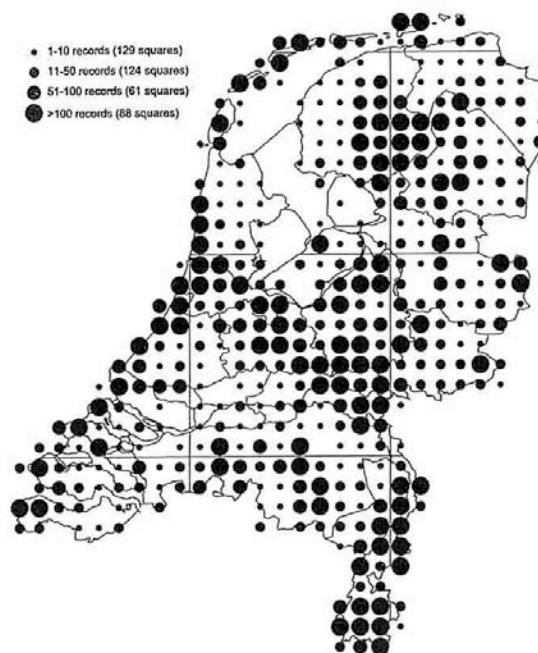 1-10 records (129 squares)
11-50 records (124 squares)
51-100 records (61 squares)
>100 records (88 squares)